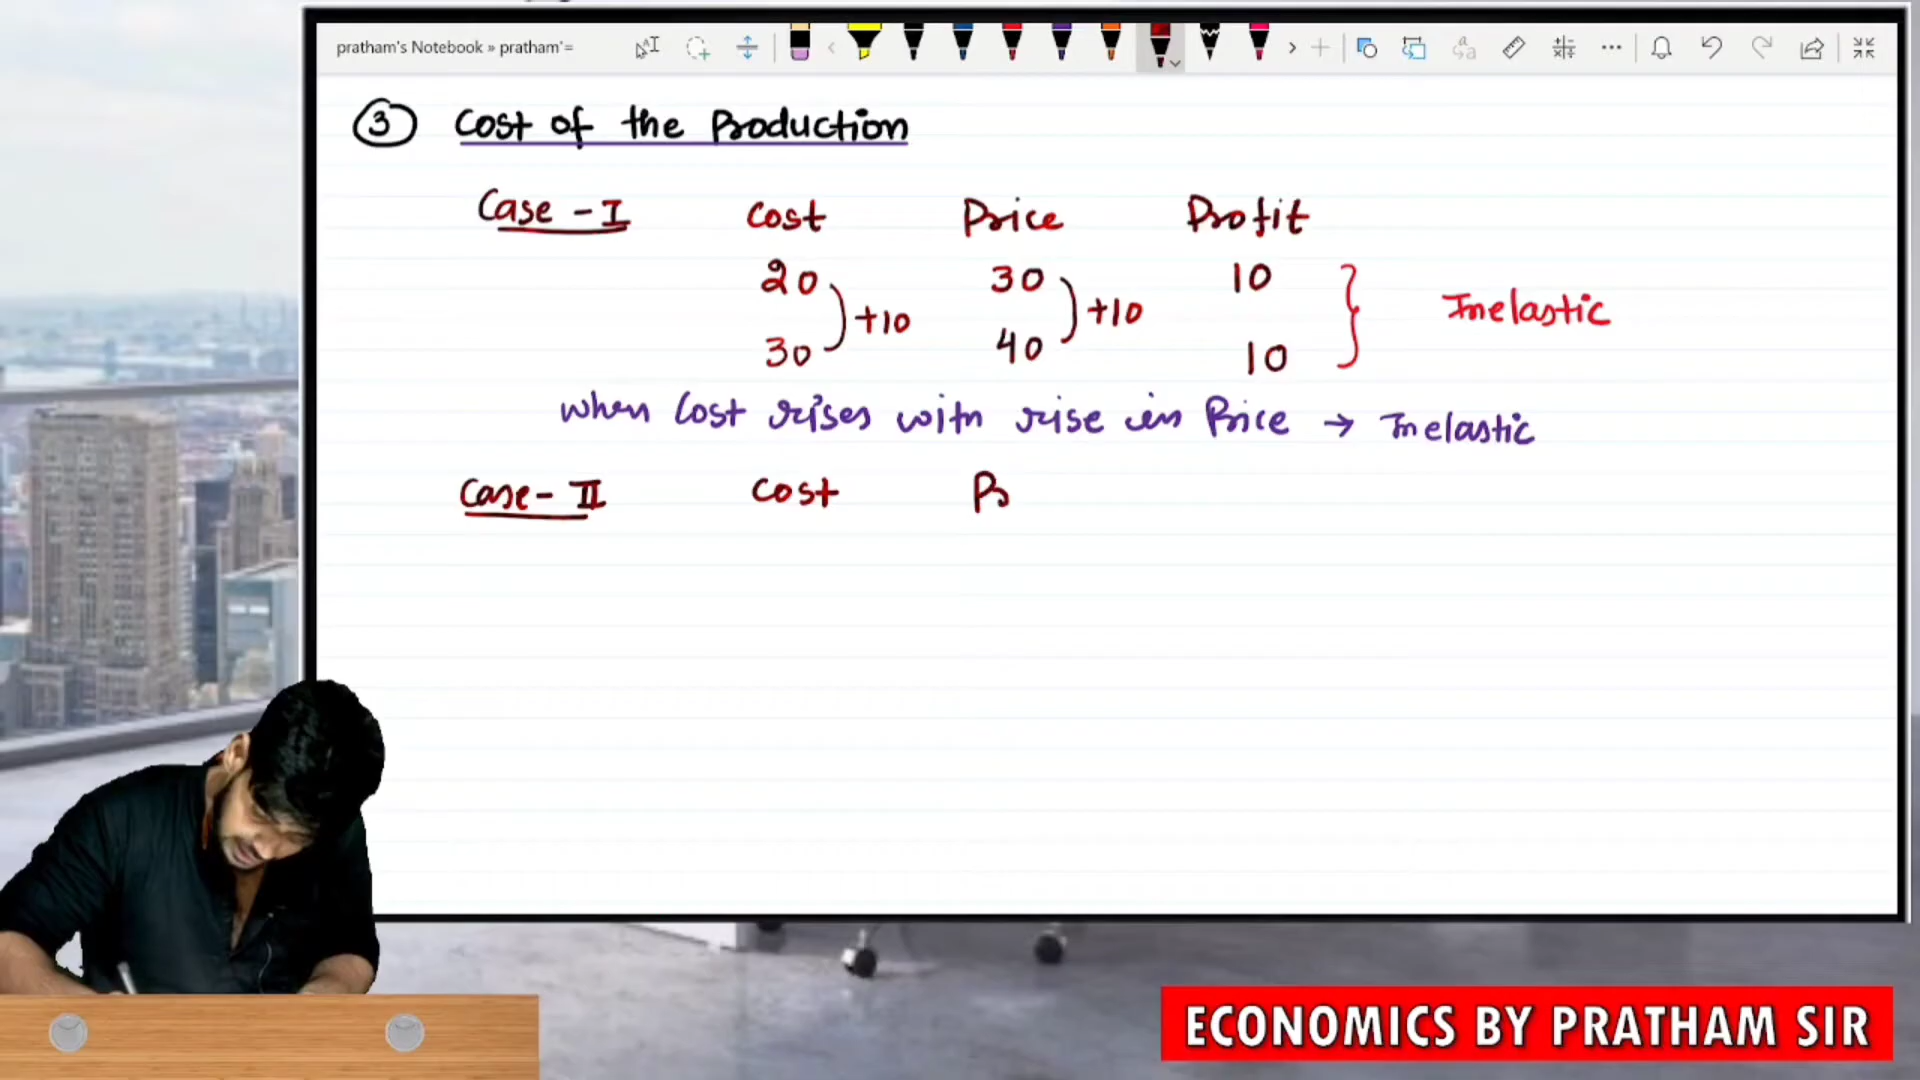 pratham's Notebook » pratham'=
3 Cost of the Production
Case - I Cost Price Profit
20 30 10
+10 +10 Inelastic
30 40 10
when Cost rises with rise in Price → Inelastic
Case - II Cost Pr
ECONOMICS BY PRATHAM SIR